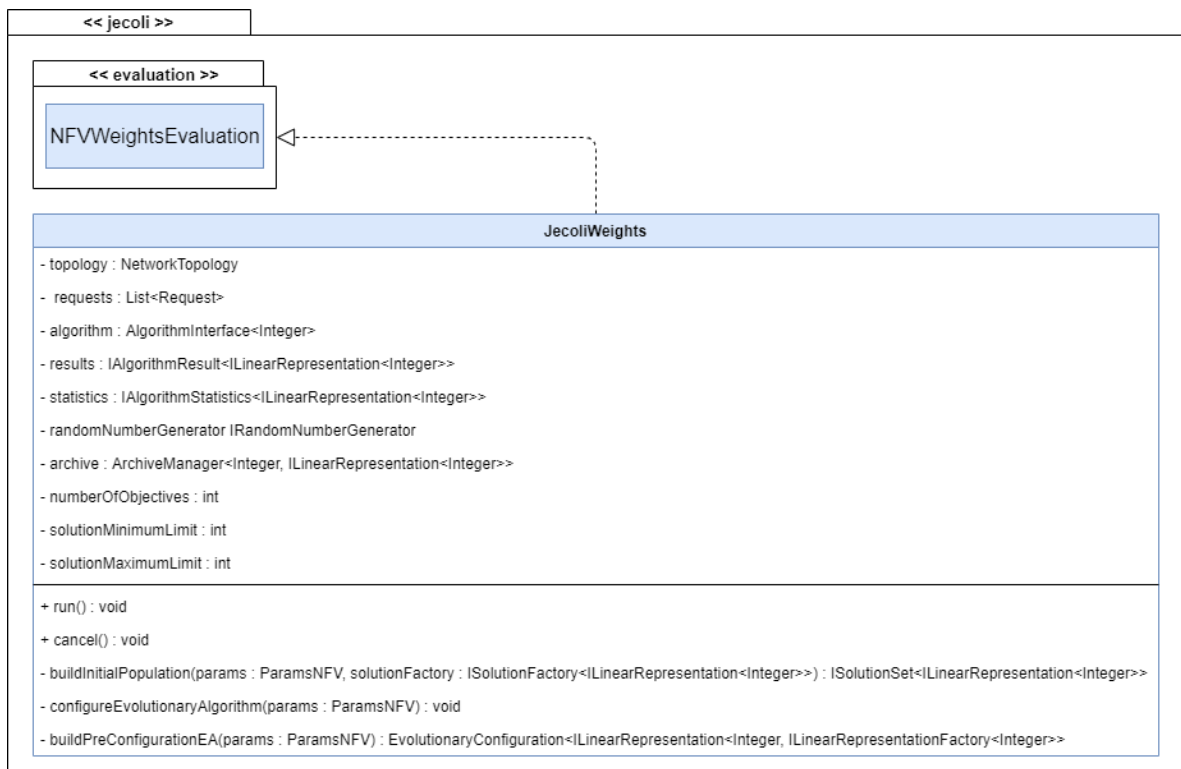 << jecoli >>
<< evaluation >>
NFVWeightsEvaluation
JecoliWeights
- topology : NetworkTopology
- requests : List<Request>
- algorithm : AlgorithmInterface<Integer>
- results : IAlgorithmResult<ILinearRepresentation<Integer>>
- statistics : IAlgorithmStatistics<ILinearRepresentation<Integer>>
- randomNumberGenerator IRandomNumberGenerator
- archive : ArchiveManager<Integer, ILinearRepresentation<Integer>>
- numberOfObjectives : int
- solutionMinimumLimit : int
- solutionMaximumLimit : int
+ run() : void
+ cancel() : void
- buildInitialPopulation(params : ParamsNFV, solutionFactory : ISolutionFactory<ILinearRepresentation<Integer>>) : ISolutionSet<ILinearRepresentation<Integer>>
- configureEvolutionaryAlgorithm(params : ParamsNFV) : void
- buildPreConfigurationEA(params : ParamsNFV) : EvolutionaryConfiguration<ILinearRepresentation<Integer, ILinearRepresentationFactory<Integer>>